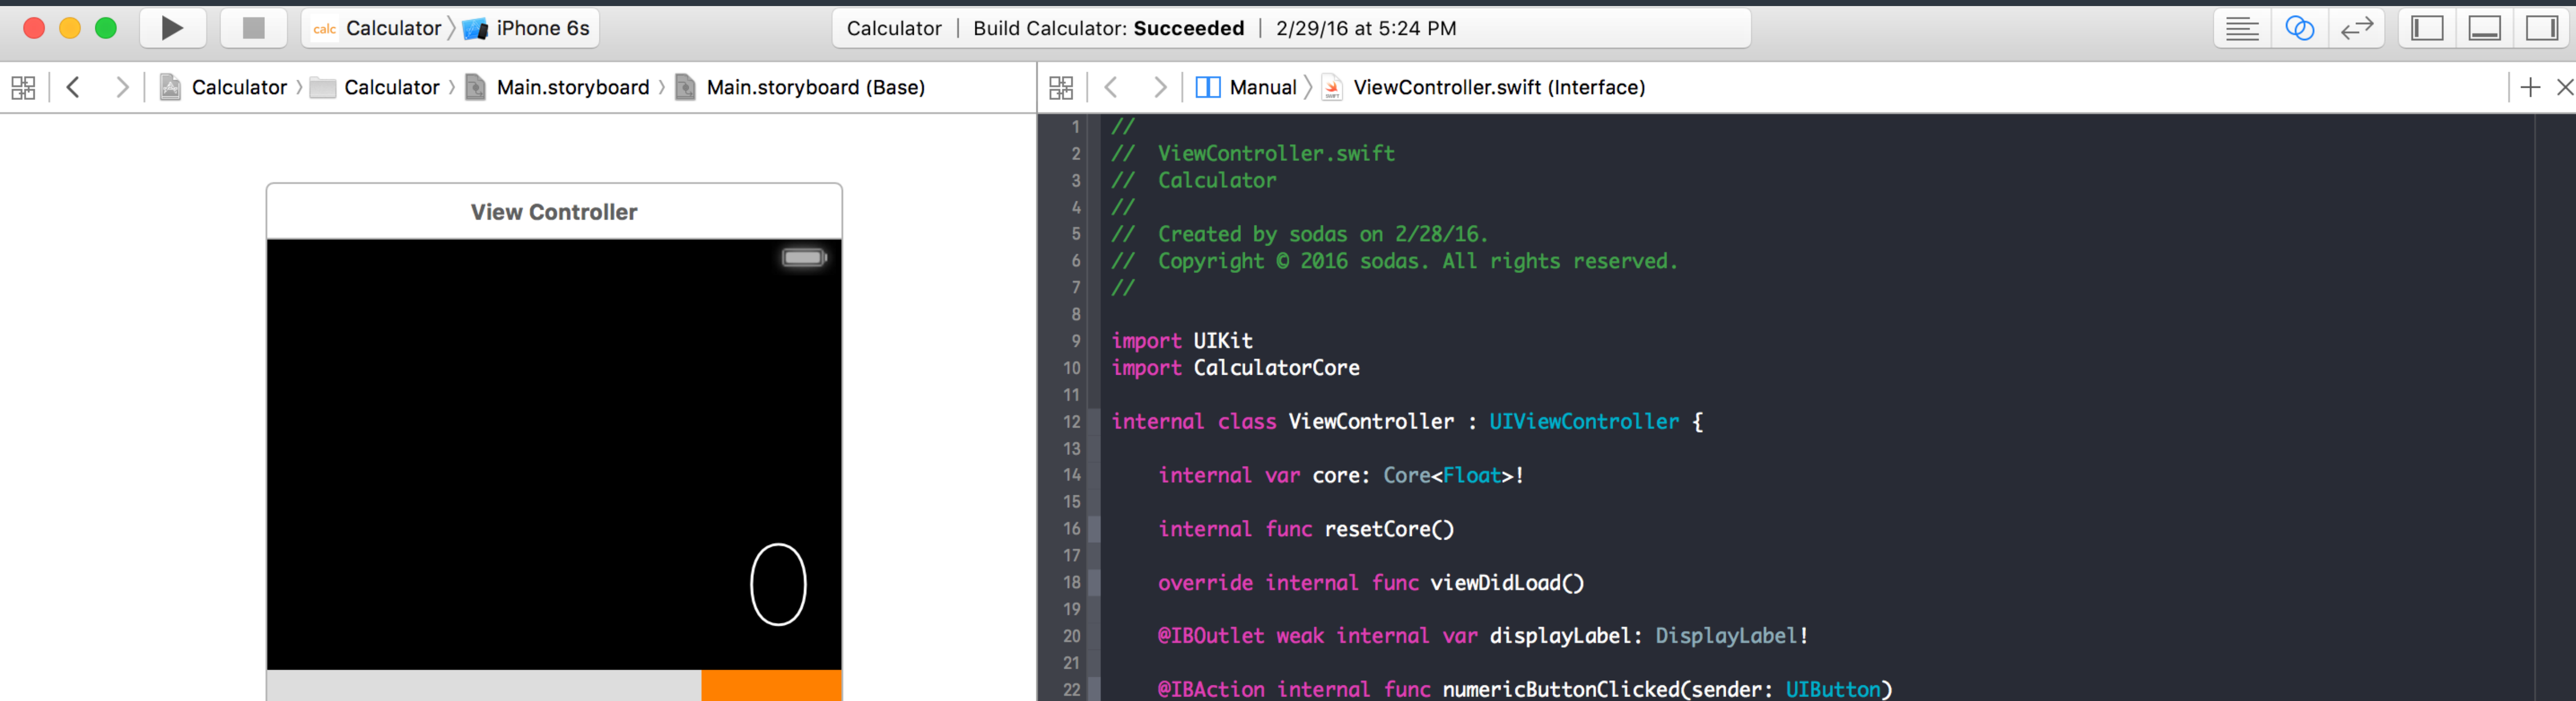 calc Calculator iPhone 6s
Calculator | Build Calculator: Succeeded | 2/29/16 at 5:24 PM
Calculator Calculator Main.storyboard Main.storyboard (Base)
View Controller
0
Manual ViewController.swift (Interface)
1 //
2 //  ViewController.swift
3 //  Calculator
4 //
5 //  Created by sodas on 2/28/16.
6 //  Copyright © 2016 sodas. All rights reserved.
7 //
8
9 import UIKit
10 import CalculatorCore
11
12 internal class ViewController : UIViewController {
13
14     internal var core: Core<Float>!
15
16     internal func resetCore()
17
18     override internal func viewDidLoad()
19
20     @IBOutlet weak internal var displayLabel: DisplayLabel!
21
22     @IBAction internal func numericButtonClicked(sender: UIButton)